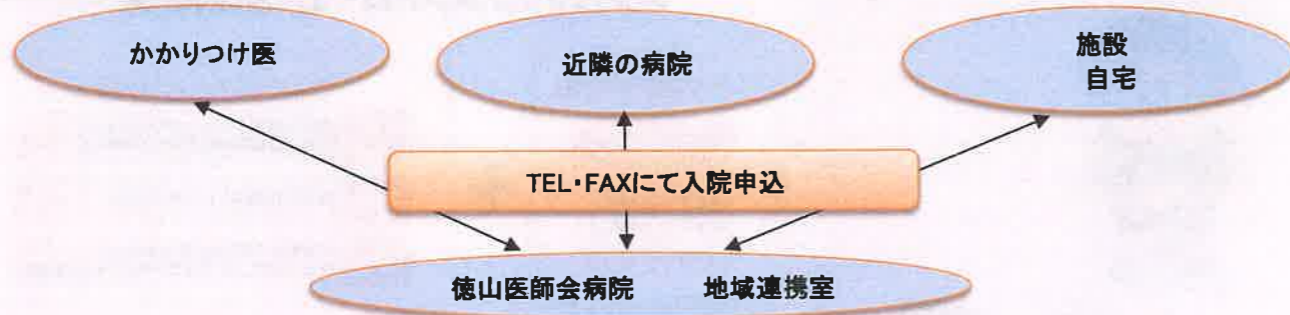 かかりつけ医
近隣の病院
施設
自宅
TEL・FAXにて入院申込
徳山医師会病院 地域連携室